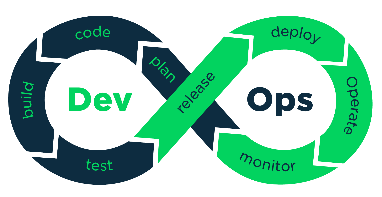 code
plan
build
Dev
test
release
deploy
Ops
Operate
monitor